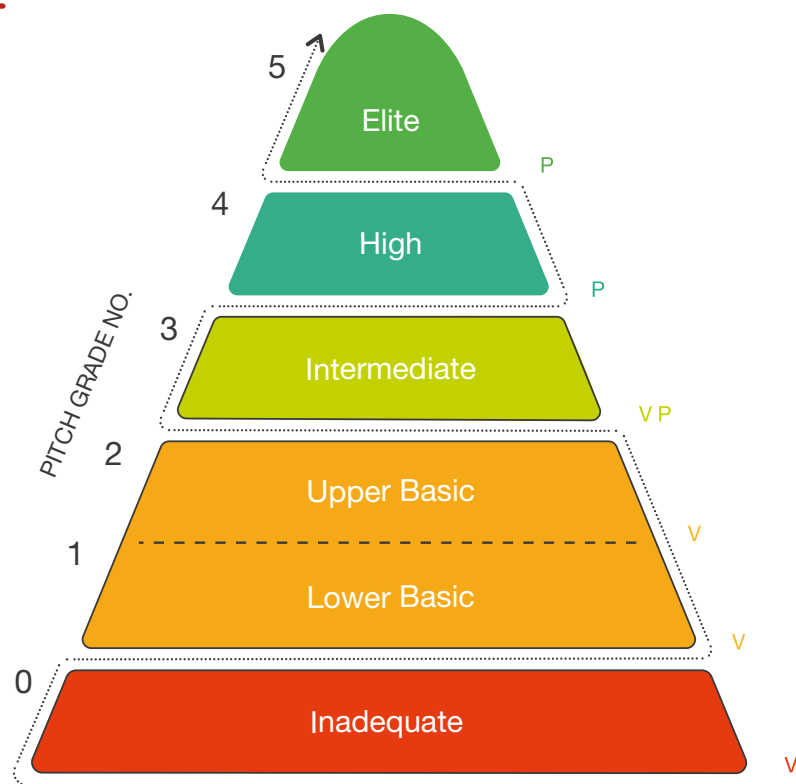 5
Elite
P
4
High
P
PITCH GRADE NO.
3
Intermediate
V P
2
Upper Basic
V
1
Lower Basic
V
0
Inadequate
V